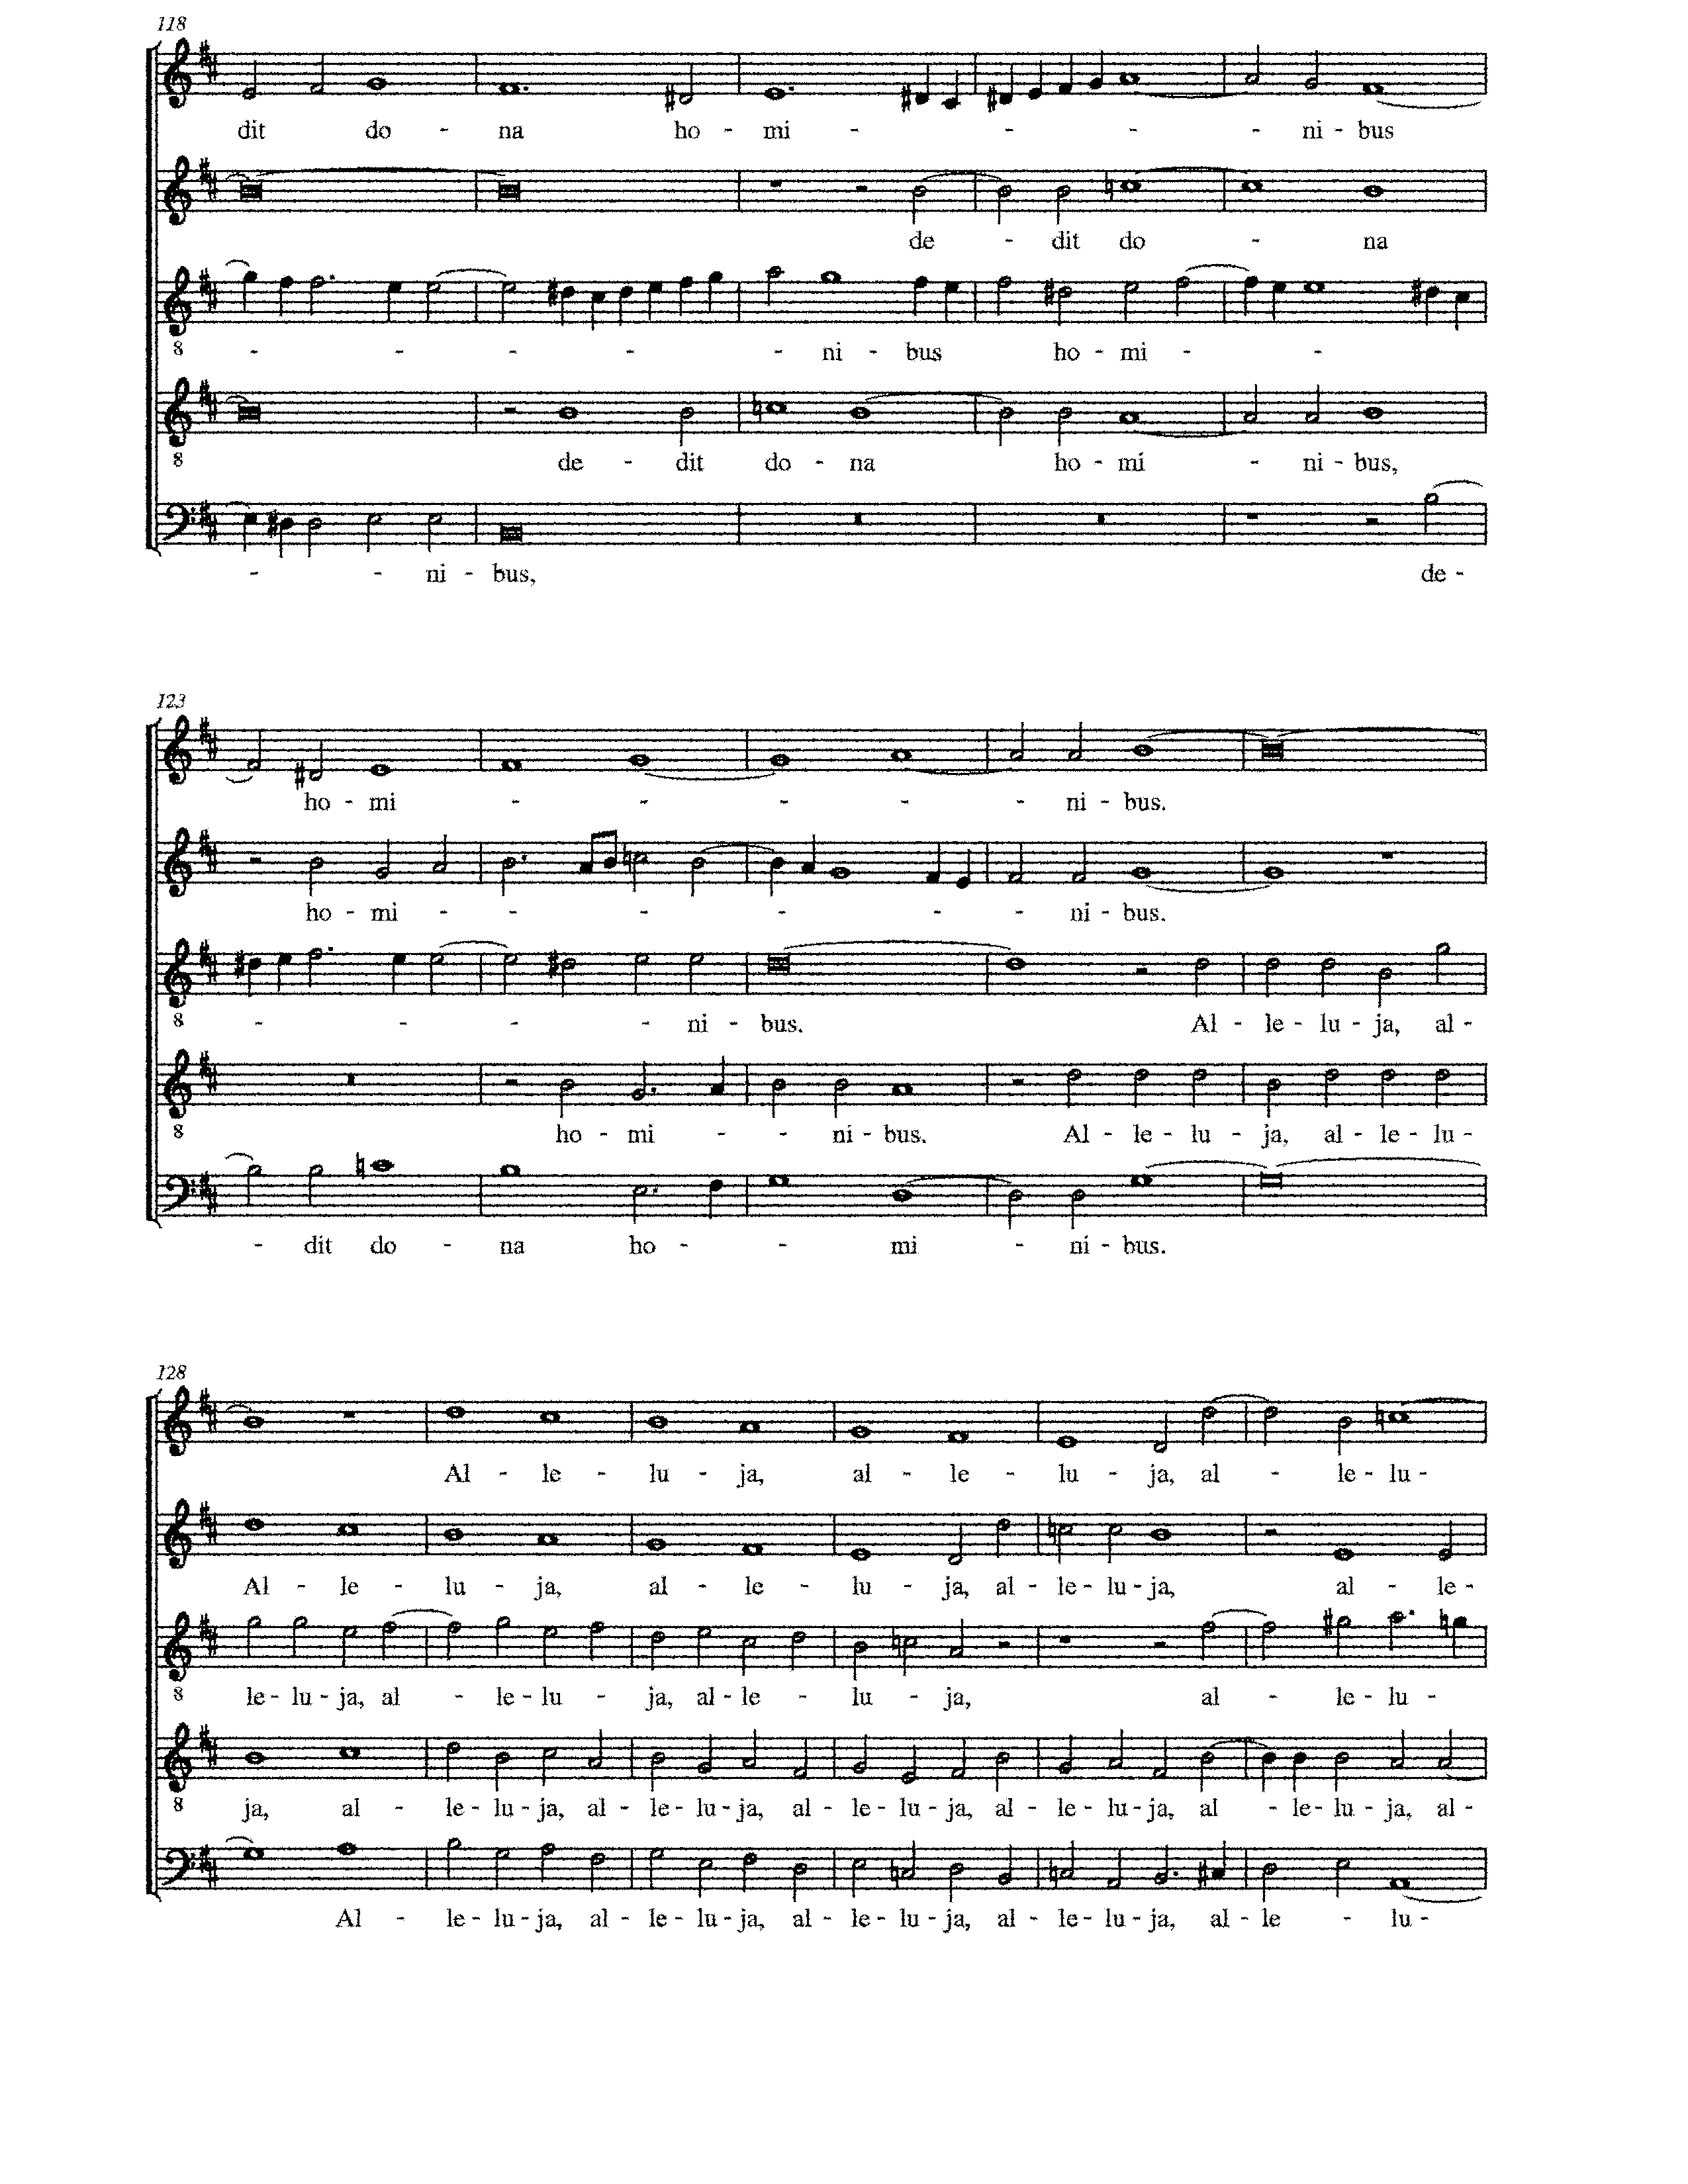 118
dit do - na ho - mi - - - - - ni - bus
de - dit do - na
8 - - - - - ni - bus ho - mi - -
8 de - dit do - na ho - mi - ni - bus,
- - ni - bus, de -
123
ho - mi - - - - - ni - bus.
ho - mi - - - - - - ni - bus.
8 - - - - ni - bus. Al - le - lu - ja, al -
8 ho - mi - - ni - bus. Al - le - lu - ja, al - le - lu -
- dit do - na ho - - mi - ni - bus.
128
Al - le - lu - ja, al - le - lu - ja, al - le - lu -
Al - le - lu - ja, al - le - lu - ja, al - le - lu - ja, al - le -
8 le - lu - ja, al - le - lu - ja, al - le - lu - ja, al - le - lu -
8 ja, al - le - lu - ja, al - le - lu - ja, al - le - lu - ja, al - le - lu - ja, al - le - lu - ja, al -
Al - le - lu - ja, al - le - lu - ja, al - le - lu - ja, al - le - lu - ja, al - le - lu -